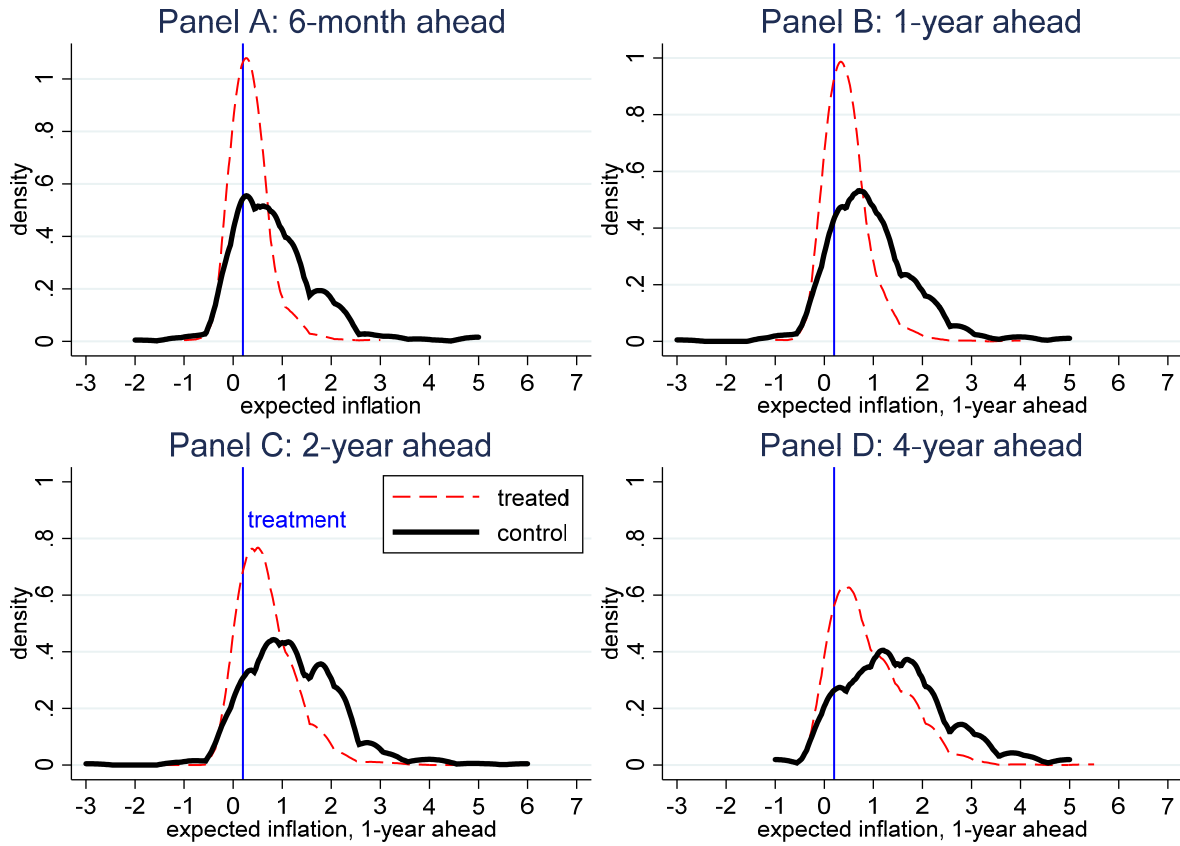 Panel A: 6-month ahead
density
0 .2 .4 .6 .8 1
-3 -2 -1 0 1 2 3 4 5 6 7
expected inflation
Panel B: 1-year ahead
density
0 .2 .4 .6 .8 1
-3 -2 -1 0 1 2 3 4 5 6 7
expected inflation, 1-year ahead
Panel C: 2-year ahead
density
0 .2 .4 .6 .8 1
treatment
treated
control
-3 -2 -1 0 1 2 3 4 5 6 7
expected inflation, 1-year ahead
Panel D: 4-year ahead
density
0 .2 .4 .6 .8 1
-3 -2 -1 0 1 2 3 4 5 6 7
expected inflation, 1-year ahead